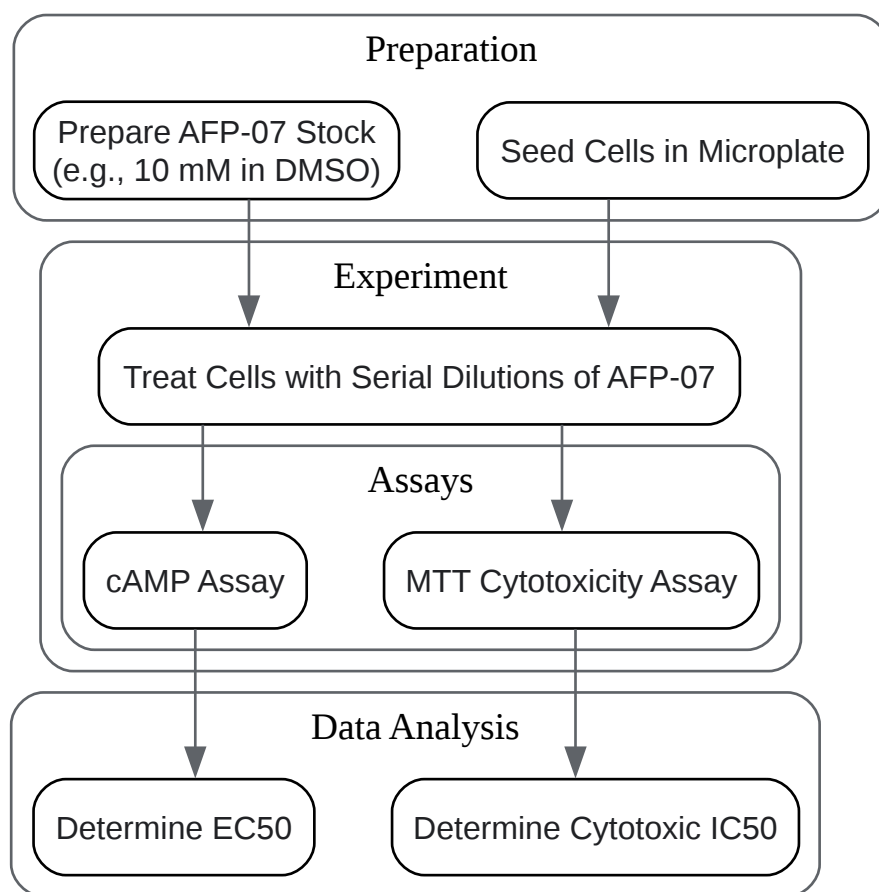 Preparation
Prepare AFP-07 Stock
(e.g., 10 mM in DMSO)
Seed Cells in Microplate
Experiment
Treat Cells with Serial Dilutions of AFP-07
Assays
cAMP Assay
MTT Cytotoxicity Assay
Data Analysis
Determine EC50
Determine Cytotoxic IC50